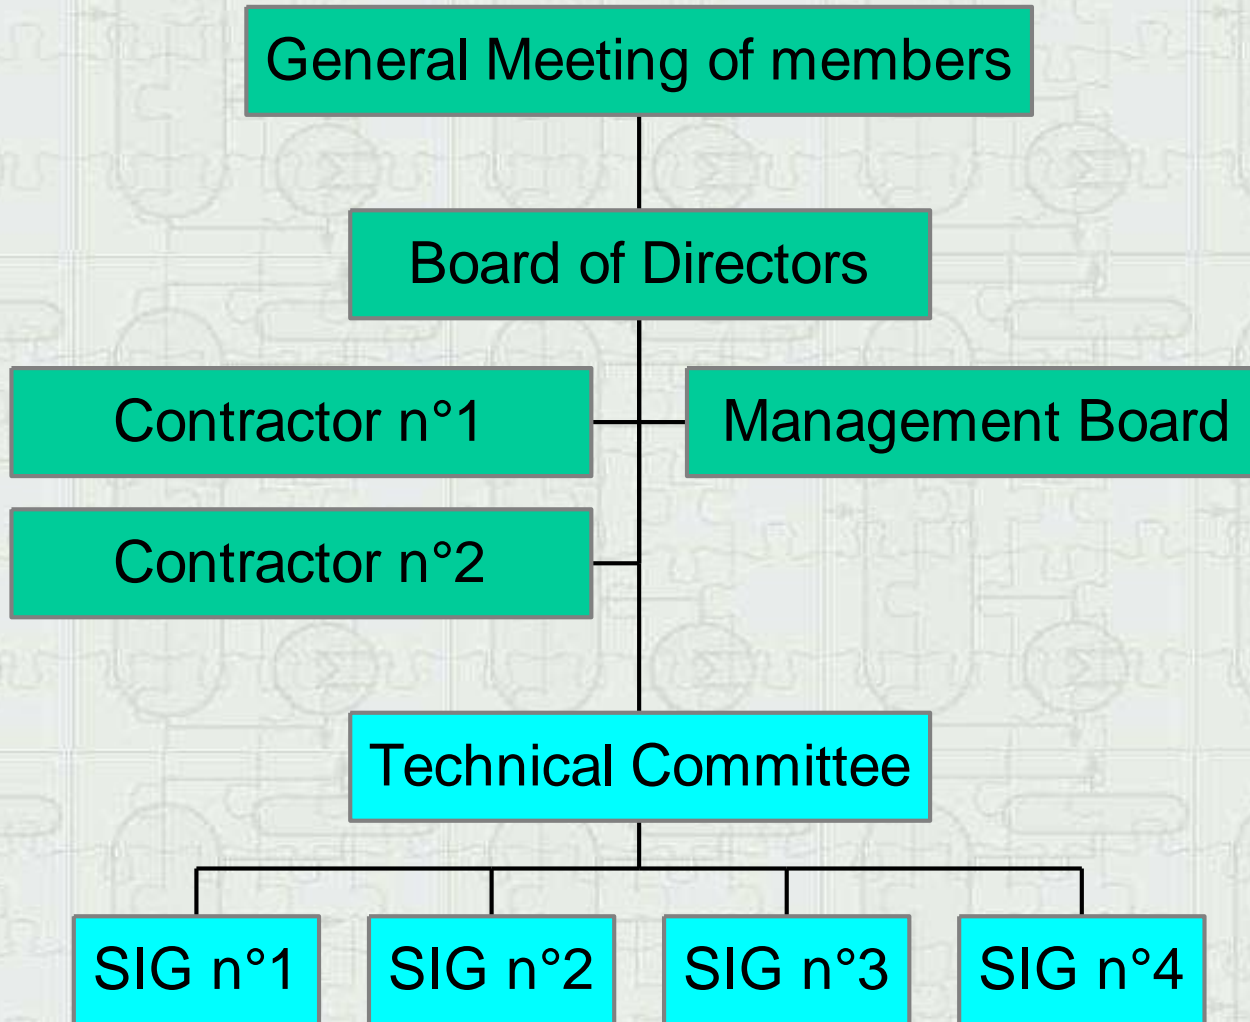 General Meeting of members
Board of Directors
Contractor n°1
Management Board
Contractor n°2
Technical Committee
SIG n°1
SIG n°2
SIG n°3
SIG n°4